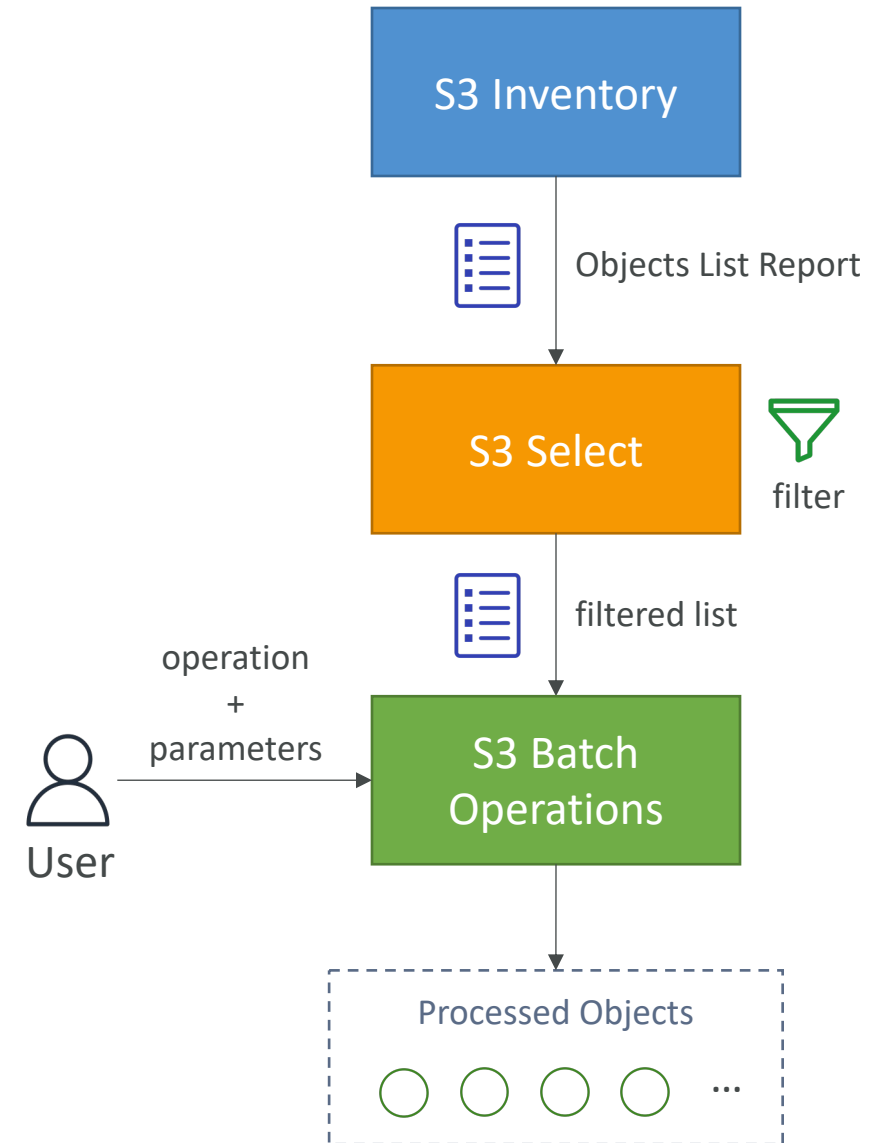 S3 Inventory
Objects List Report
S3 Select
filter
filtered list
operation
+
parameters
User
S3 Batch
Operations
Processed Objects
...